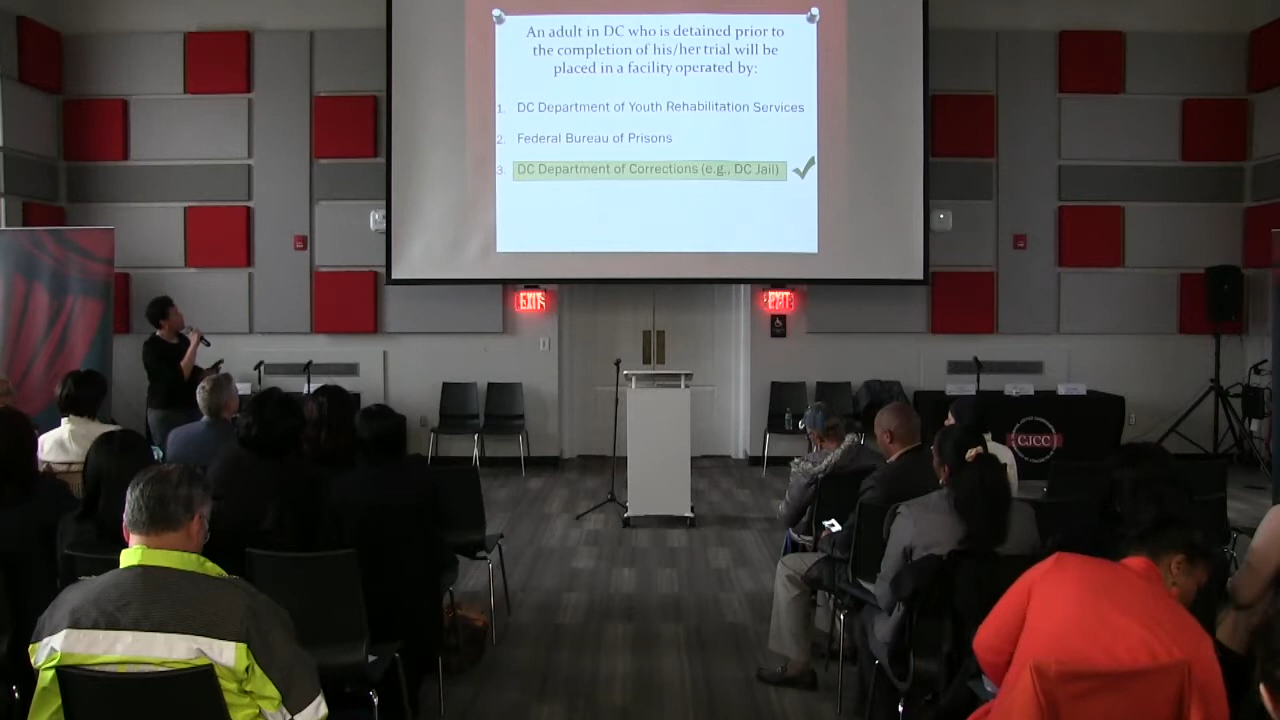 An adult in DC who is detained prior to
the completion of his/her trial will be
placed in a facility operated by:
1. DC Department of Youth Rehabilitation Services
2. Federal Bureau of Prisons
3. DC Department of Corrections (e.g., DC Jail)
EXIT
EXIT
CJCC